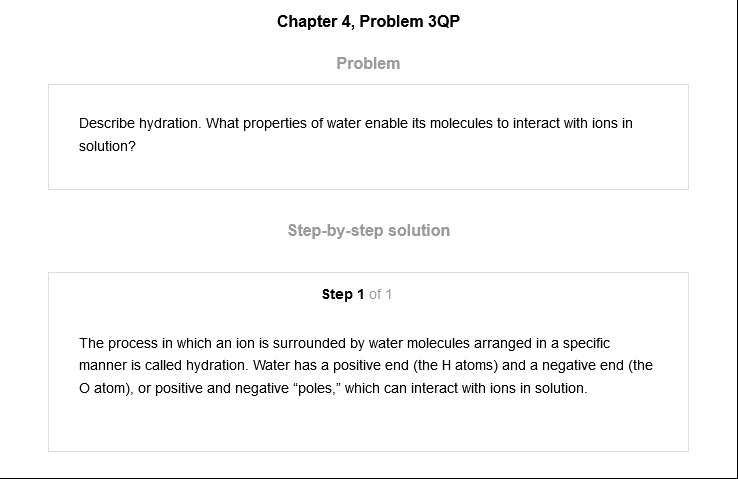 Chapter 4, Problem 3QP
Problem
Describe hydration. What properties of water enable its molecules to interact with ions in
solution?
Step-by-step solution
Step 1 of 1
The process in which an ion is surrounded by water molecules arranged in a specific
manner is called hydration. Water has a positive end (the H atoms) and a negative end (the
O atom), or positive and negative “poles,” which can interact with ions in solution.